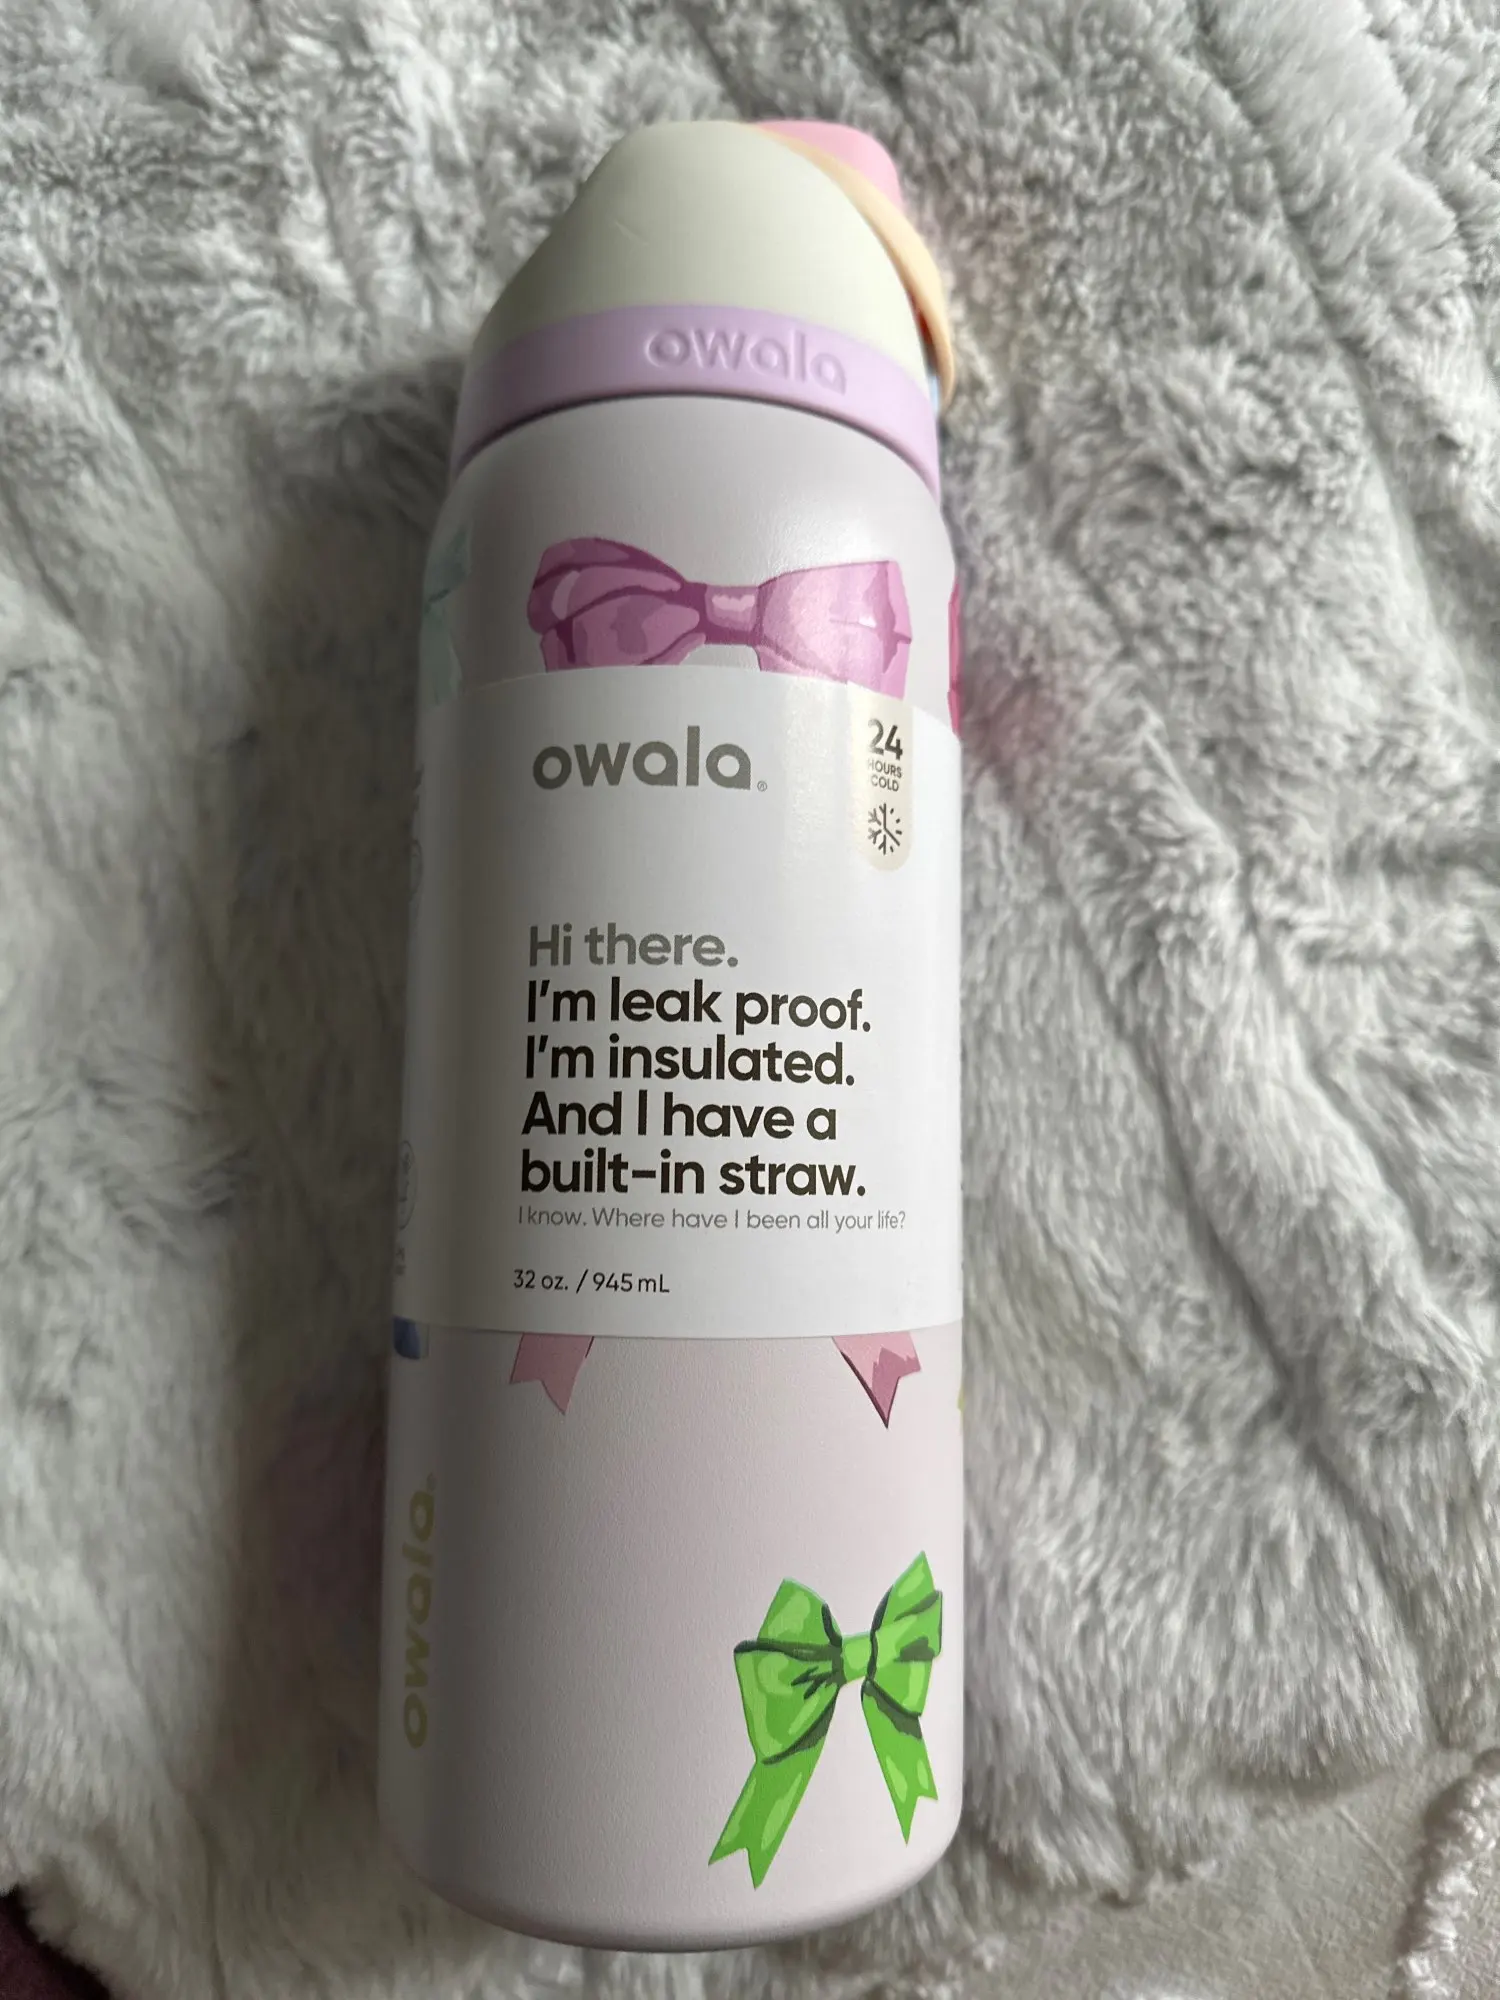 owala
owala®
24
HOURS
COLD
Hi there.
I'm leak proof.
I'm insulated.
And I have a
built-in straw.
I know. Where have I been all your life?
32 oz. / 945 mL
owala